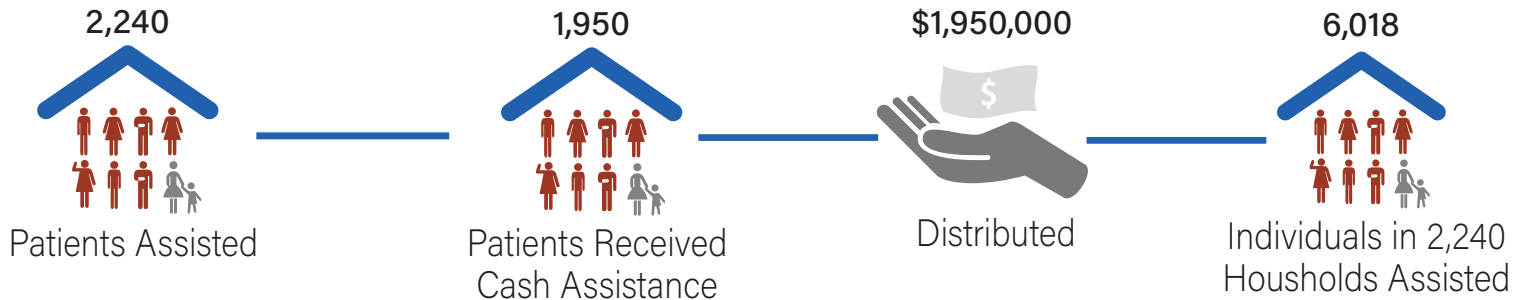 2,240
Patients Assisted
1,950
Patients Received
Cash Assistance
$1,950,000
$
Distributed
6,018
Individuals in 2,240
Housholds Assisted